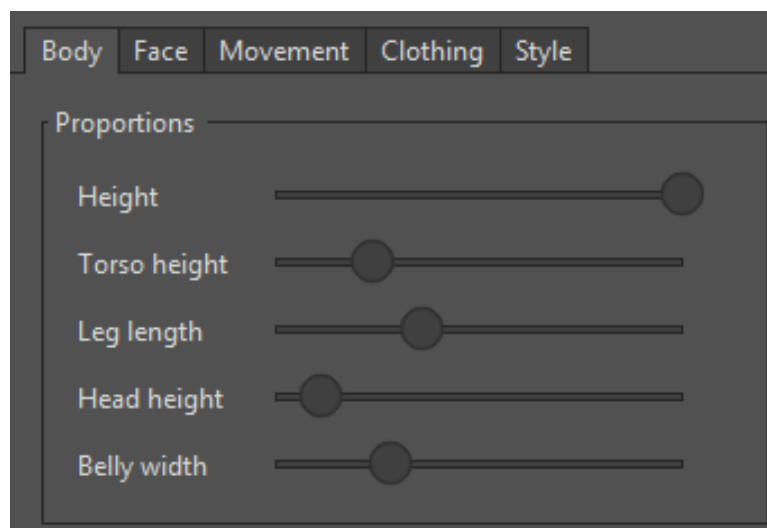 Body Face Movement Clothing Style
Proportions
Height
Torso height
Leg length
Head height
Belly width